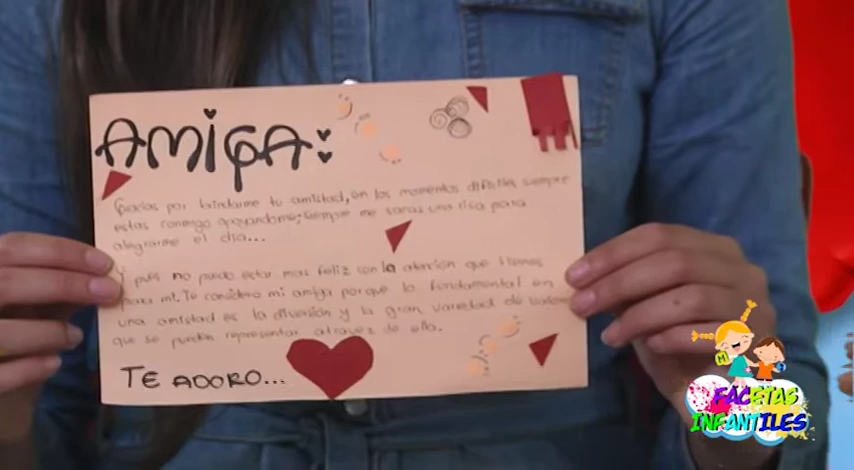 AMIGA:
Gracias por brindarme tu amistad, en los momentos dificiles siempre
estas conmigo apoyandome; siempre me sacas una risa para
alegrarme el dia...
Y pues no puedo estar mas feliz con la atención que tienes
para mi. Te considero mi amiga porque lo fundamental en
una amistad es la diversión y la gran variedad de valores
que se pueden representar atravez de ella.
TE ADORO...
FACETAS
INFANTILES